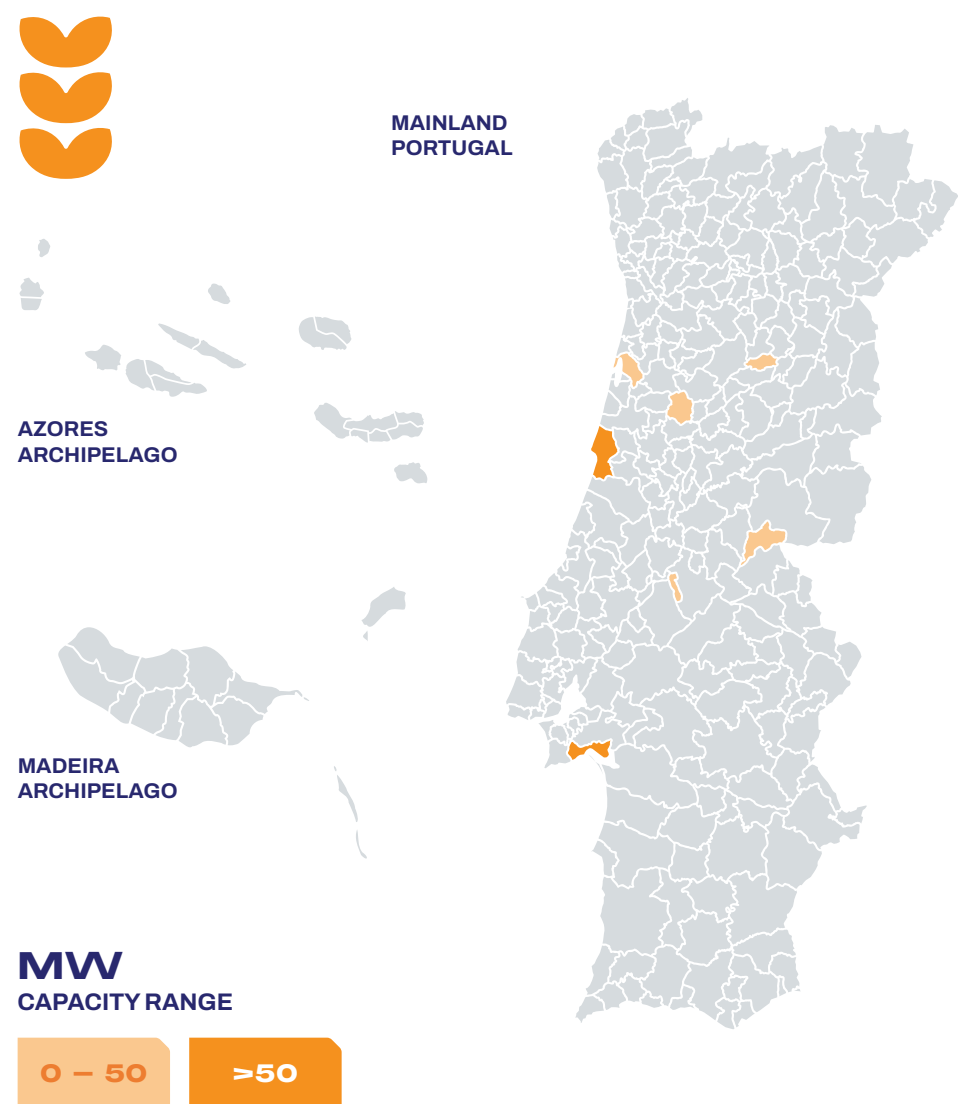 MAINLAND
PORTUGAL
AZORES
ARCHIPELAGO
MADEIRA
ARCHIPELAGO
MW
CAPACITY RANGE
0 – 50
>50